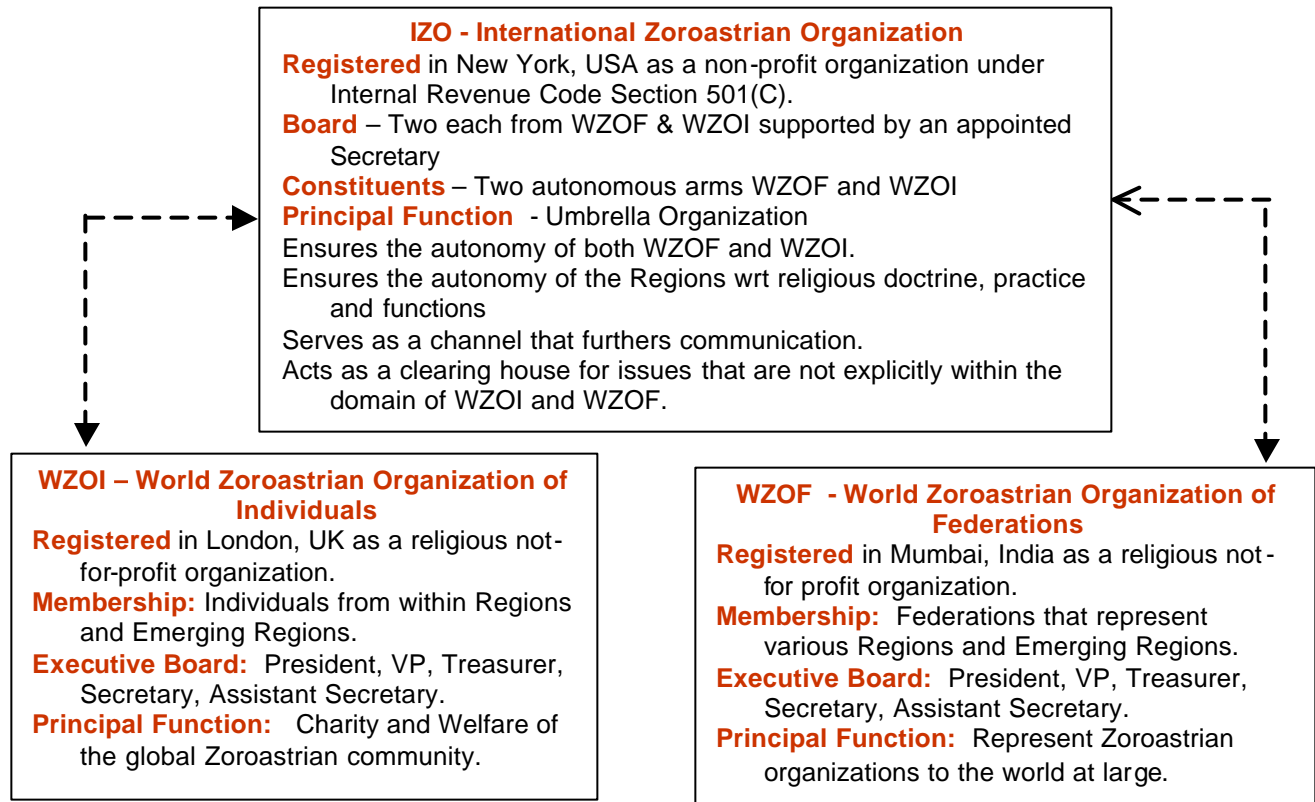 IZO - International Zoroastrian Organization
Registered in New York, USA as a non-profit organization under
Internal Revenue Code Section 501(C).
Board – Two each from WZOF & WZOI supported by an appointed
Secretary
Constituents – Two autonomous arms WZOF and WZOI
Principal Function - Umbrella Organization
Ensures the autonomy of both WZOF and WZOI.
Ensures the autonomy of the Regions wrt religious doctrine, practice
and functions
Serves as a channel that furthers communication.
Acts as a clearing house for issues that are not explicitly within the
domain of WZOI and WZOF.
WZOI – World Zoroastrian Organization of
Individuals
Registered in London, UK as a religious not-
for-profit organization.
Membership: Individuals from within Regions
and Emerging Regions.
Executive Board: President, VP, Treasurer,
Secretary, Assistant Secretary.
Principal Function: Charity and Welfare of
the global Zoroastrian community.
WZOF - World Zoroastrian Organization of
Federations
Registered in Mumbai, India as a religious not-
for profit organization.
Membership: Federations that represent
various Regions and Emerging Regions.
Executive Board: President, VP, Treasurer,
Secretary, Assistant Secretary.
Principal Function: Represent Zoroastrian
organizations to the world at large.